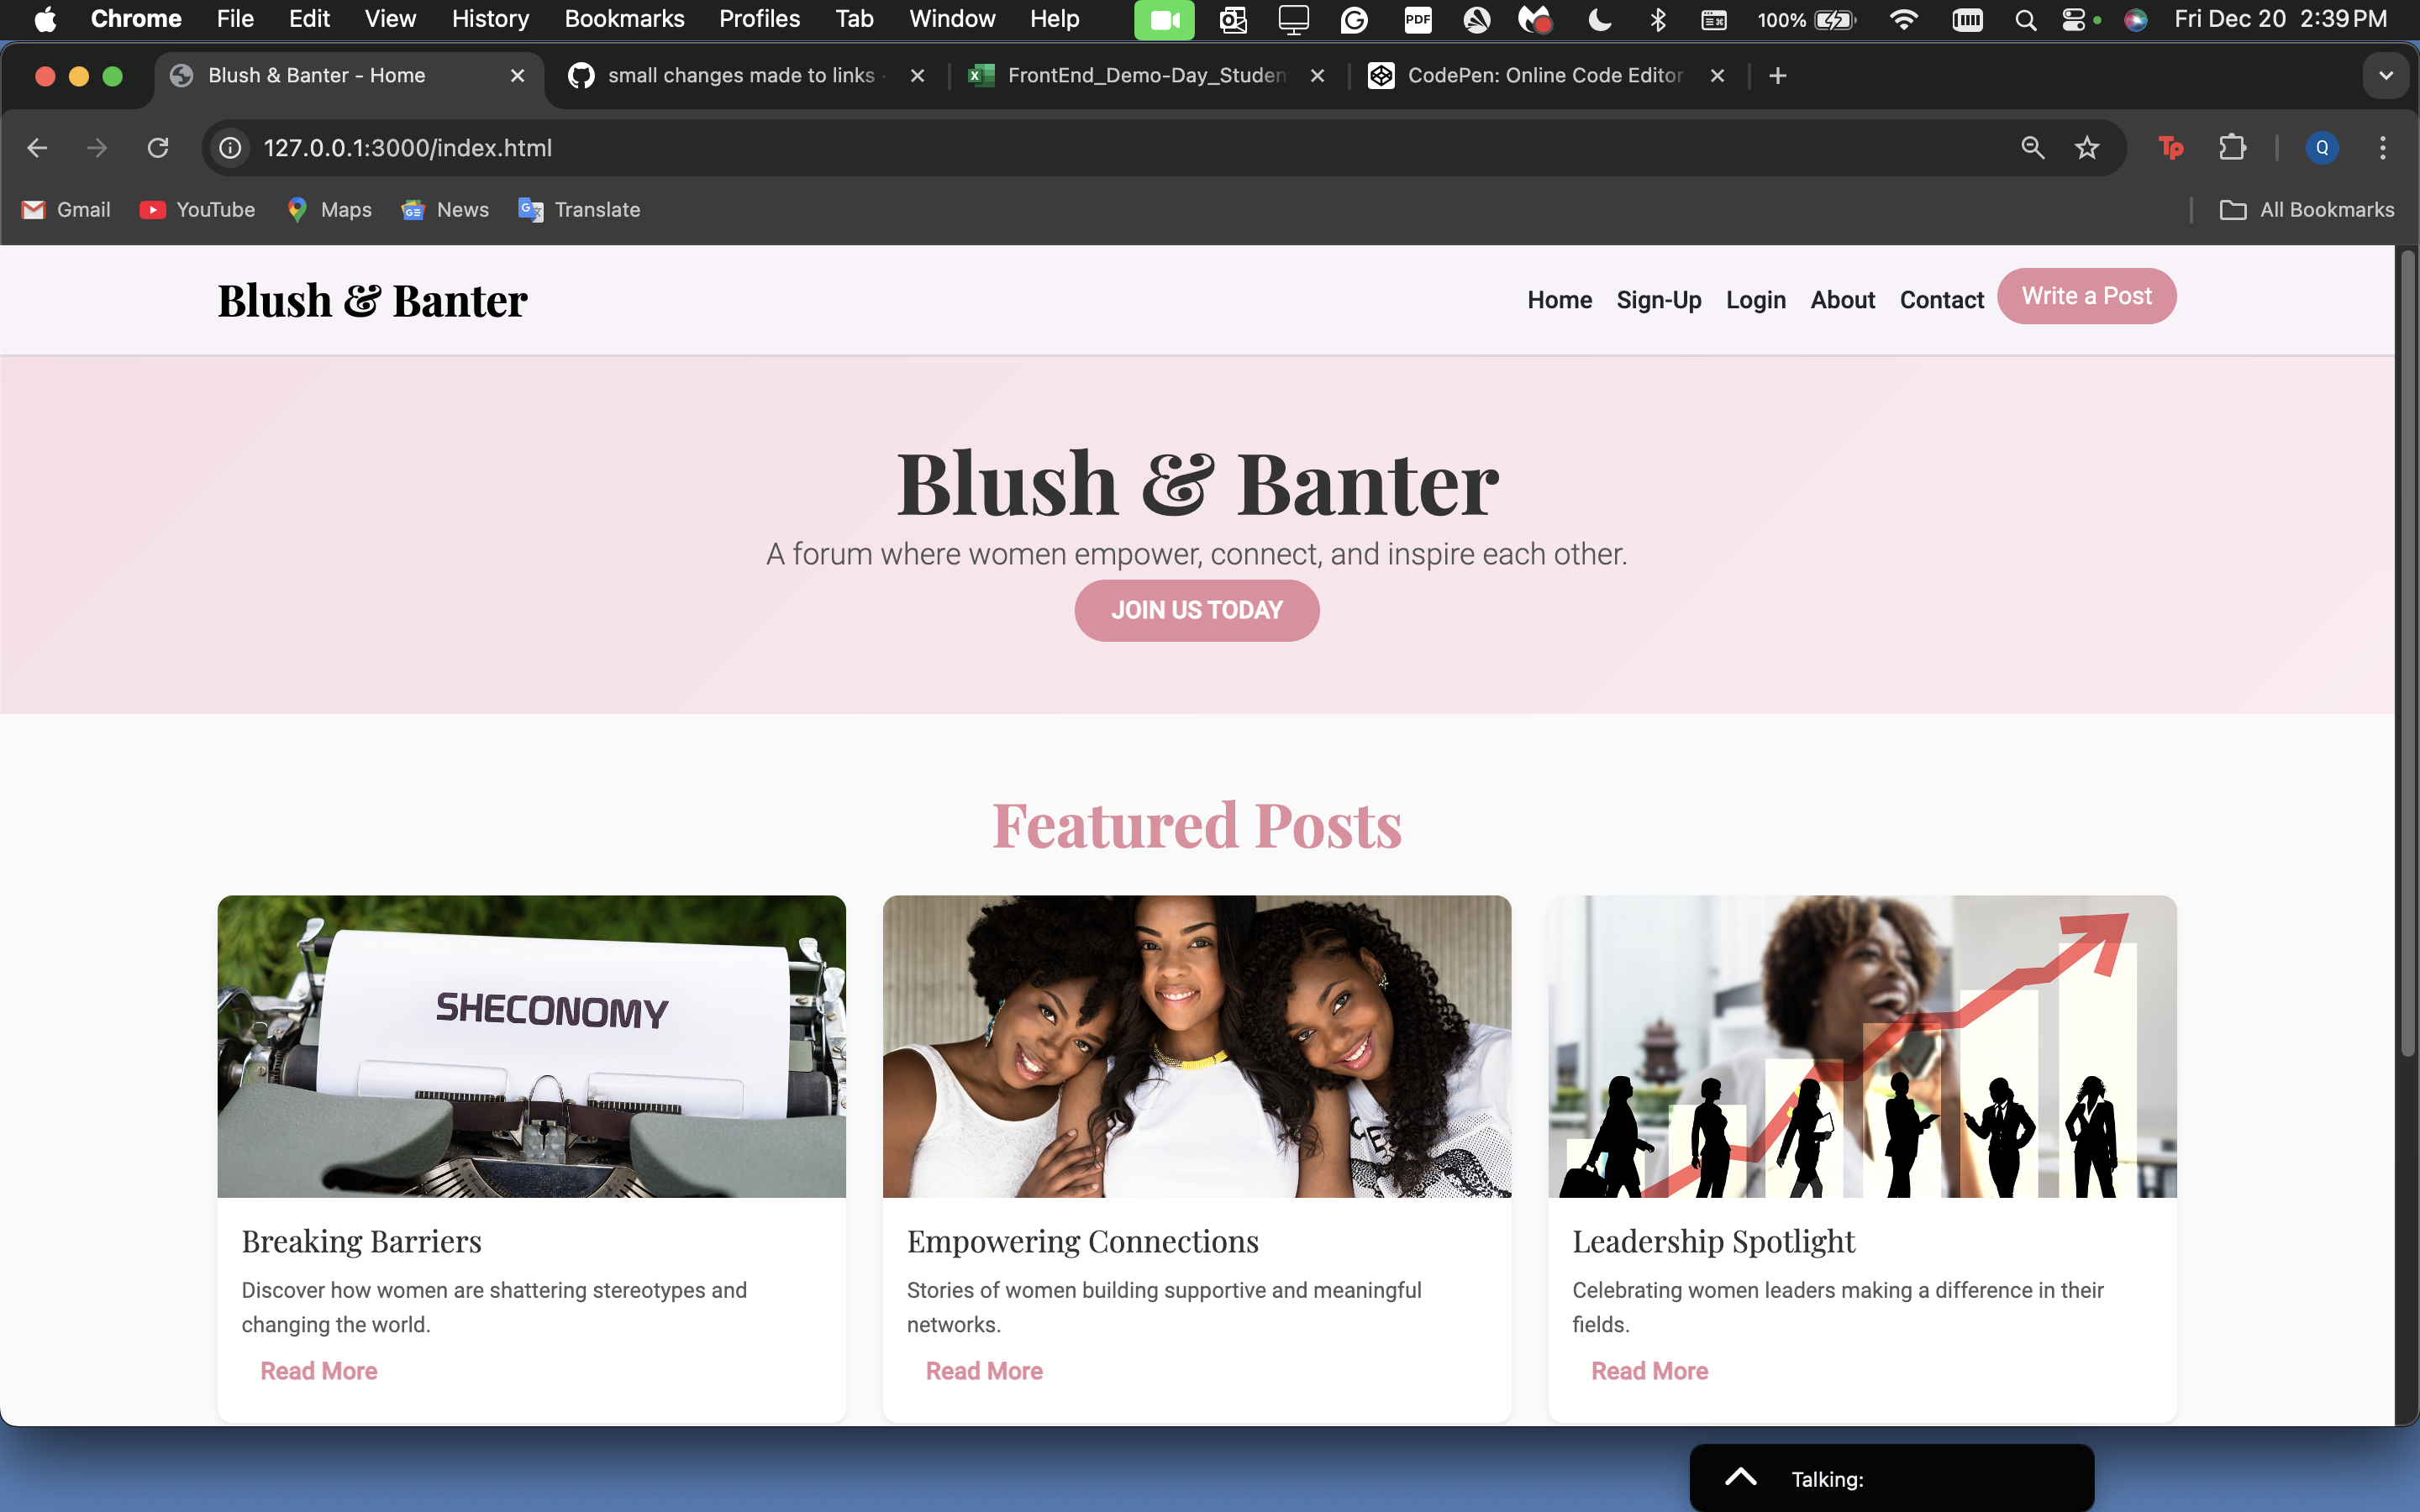 Chrome File Edit View History Bookmarks Profiles Tab Window Help PDF 100% Fri Dec 20 2:39 PM
Blush & Banter - Home small changes made to links FrontEnd_Demo-Day_Studen CodePen: Online Code Editor
127.0.0.1:3000/index.html Tp Q
Gmail YouTube Maps News Translate All Bookmarks
Blush & Banter Home Sign-Up Login About Contact Write a Post
Blush & Banter
A forum where women empower, connect, and inspire each other.
JOIN US TODAY
Featured Posts
SHECONOMY
Breaking Barriers
Discover how women are shattering stereotypes and
changing the world.
Read More
Empowering Connections
Stories of women building supportive and meaningful
networks.
Read More
Leadership Spotlight
Celebrating women leaders making a difference in their
fields.
Read More
Talking: